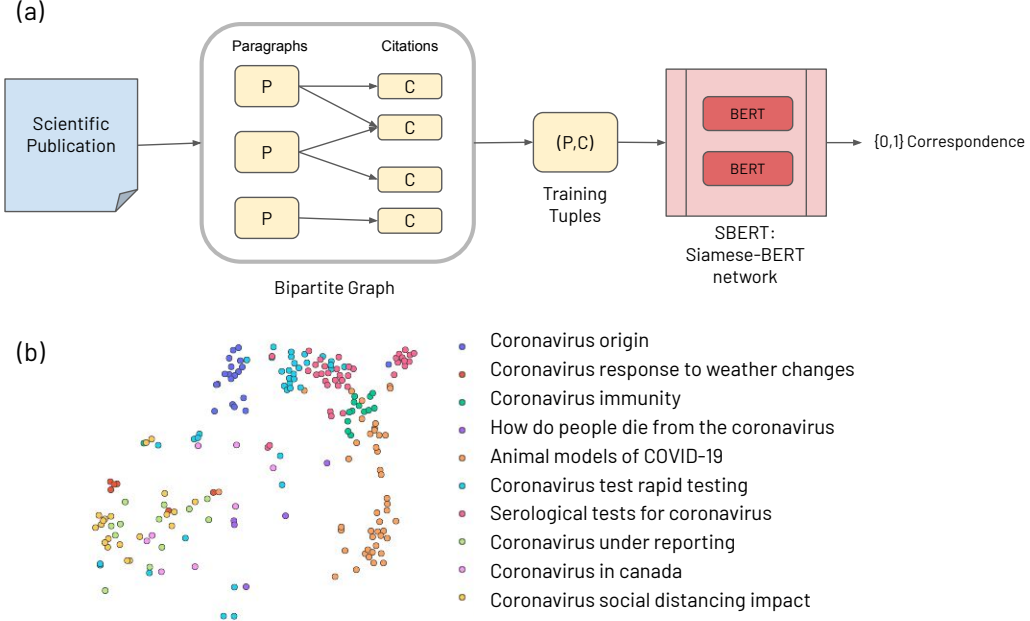 (a)
Paragraphs
Citations
P
C
C
P
C
P
C
Scientific
Publication
Bipartite Graph
(P,C)
Training
Tuples
BERT
BERT
SBERT:
Siamese-BERT
network
{0,1} Correspondence
(b)
Coronavirus origin
Coronavirus response to weather changes
Coronavirus immunity
How do people die from the coronavirus
Animal models of COVID-19
Coronavirus test rapid testing
Serological tests for coronavirus
Coronavirus under reporting
Coronavirus in canada
Coronavirus social distancing impact